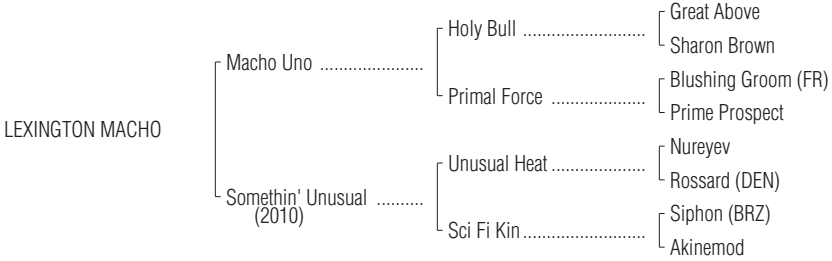 Great Above
Holy Bull ..........................
Sharon Brown
Macho Uno ......................
Blushing Groom (FR)
Primal Force ....................
Prime Prospect
LEXINGTON MACHO
Nureyev
Unusual Heat ....................
Rossard (DEN)
Somethin' Unusual ..........
(2010)
Siphon (BRZ)
Sci Fi Kin ..........................
Akinemod